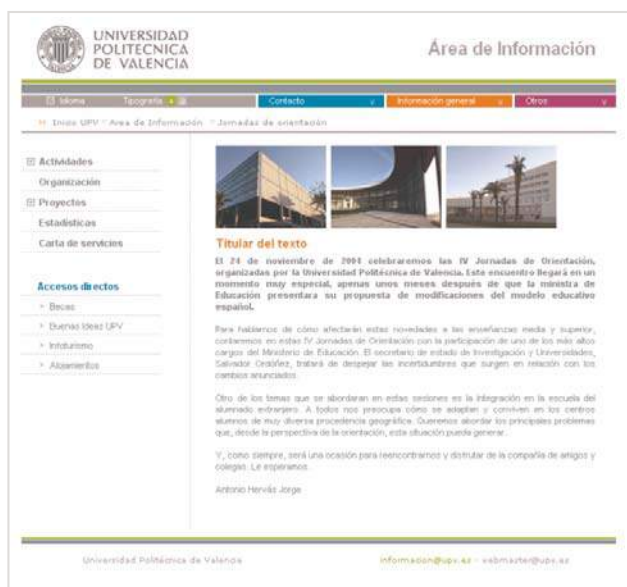 UNIVERSIDAD
POLITECNICA
DE VALENCIA
Área de Información
Idioma Tipografía Contacto Información general Otros
Inicio UPV Area de Información Jornadas de orientación
Actividades
Organización
Proyectos
Estadísticas
Carta de servicios
Accesos directos
Becas
Buenas Ideas UPV
Infoturismo
Alojamientos
Titular del texto
El 24 de noviembre de 2004 celebraremos las IV Jornadas de Orientación,
organizadas por la Universidad Politécnica de Valencia. Este encuentro llegará en un
momento muy especial, apenas unos meses después de que la ministra de
Educación presentara su propuesta de modificaciones del modelo educativo
español.
Para hablarnos de cómo afectarán estas novedades a las enseñanzas media y superior,
contaremos en estas IV Jornadas de Orientación con la participación de uno de los más altos
cargos del Ministerio de Educación. El secretario de estado de Investigación y Universidades,
Salvador Ordóñez, tratará de despejar las incertidumbres que surgen en relación con los
cambios anunciados.
Otro de los temas que se abordaran en estas sesiones es la integración en la escuela del
alumnado extranjero. A todos nos preocupa cómo se adaptan y conviven en los centros
alumnos de muy diversa procedencia geográfica. Queremos abordar los principales problemas
que, desde la perspectiva de la orientación, esta situación pueda generar.
Y, como siempre, será una ocasión para reencontrarnos y disfrutar de la compañía de amigos y
colegas. Le esperamos.
Antonio Hervás Jorge
Universidad Politécnica de Valencia informacion@upv.es - webmaster@upv.es